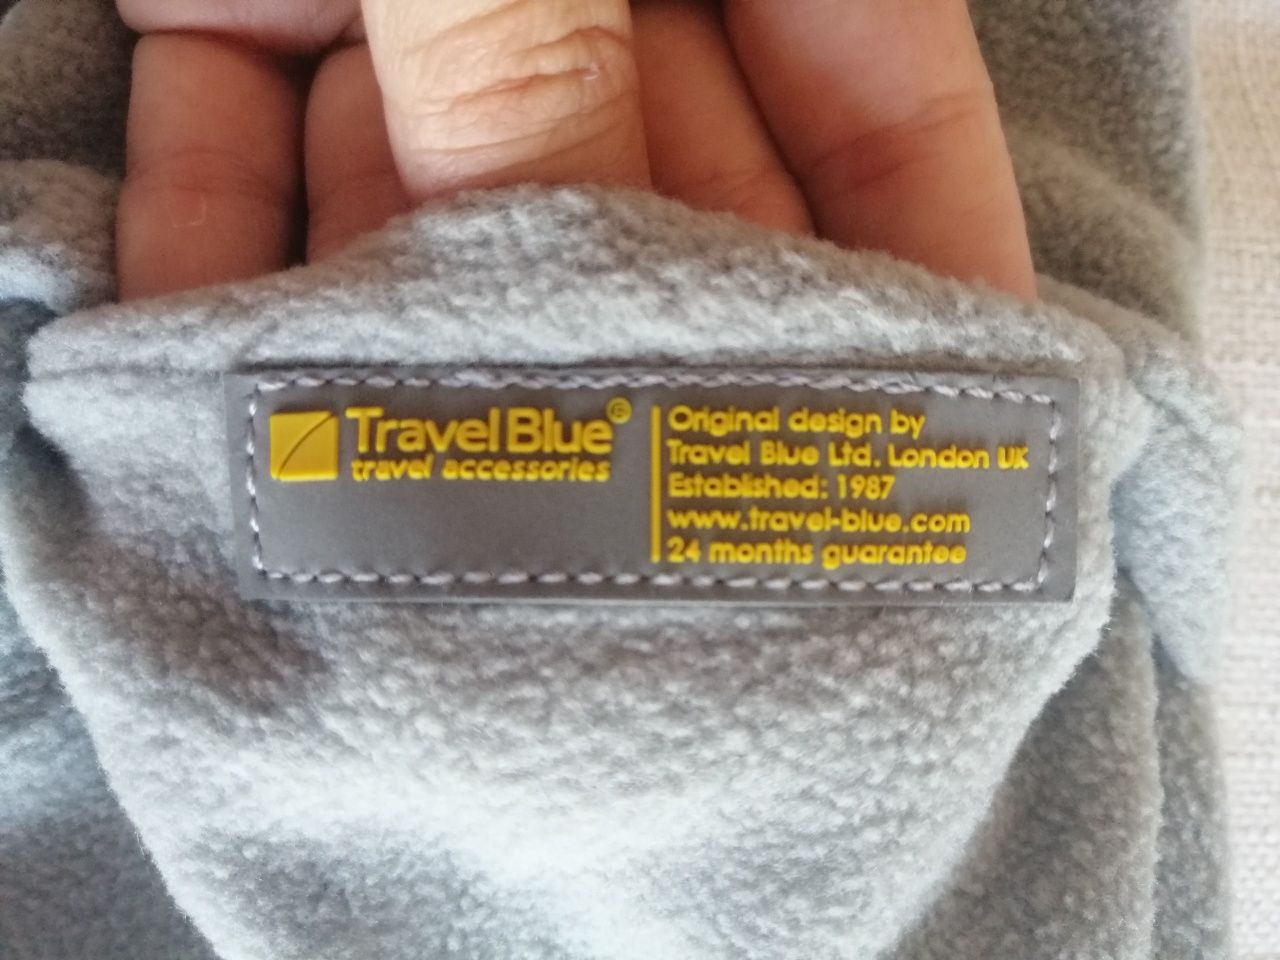 Travel Blue®
travel accessories
Original design by
Travel Blue Ltd. London UK
Established: 1987
www.travel-blue.com
24 months guarantee